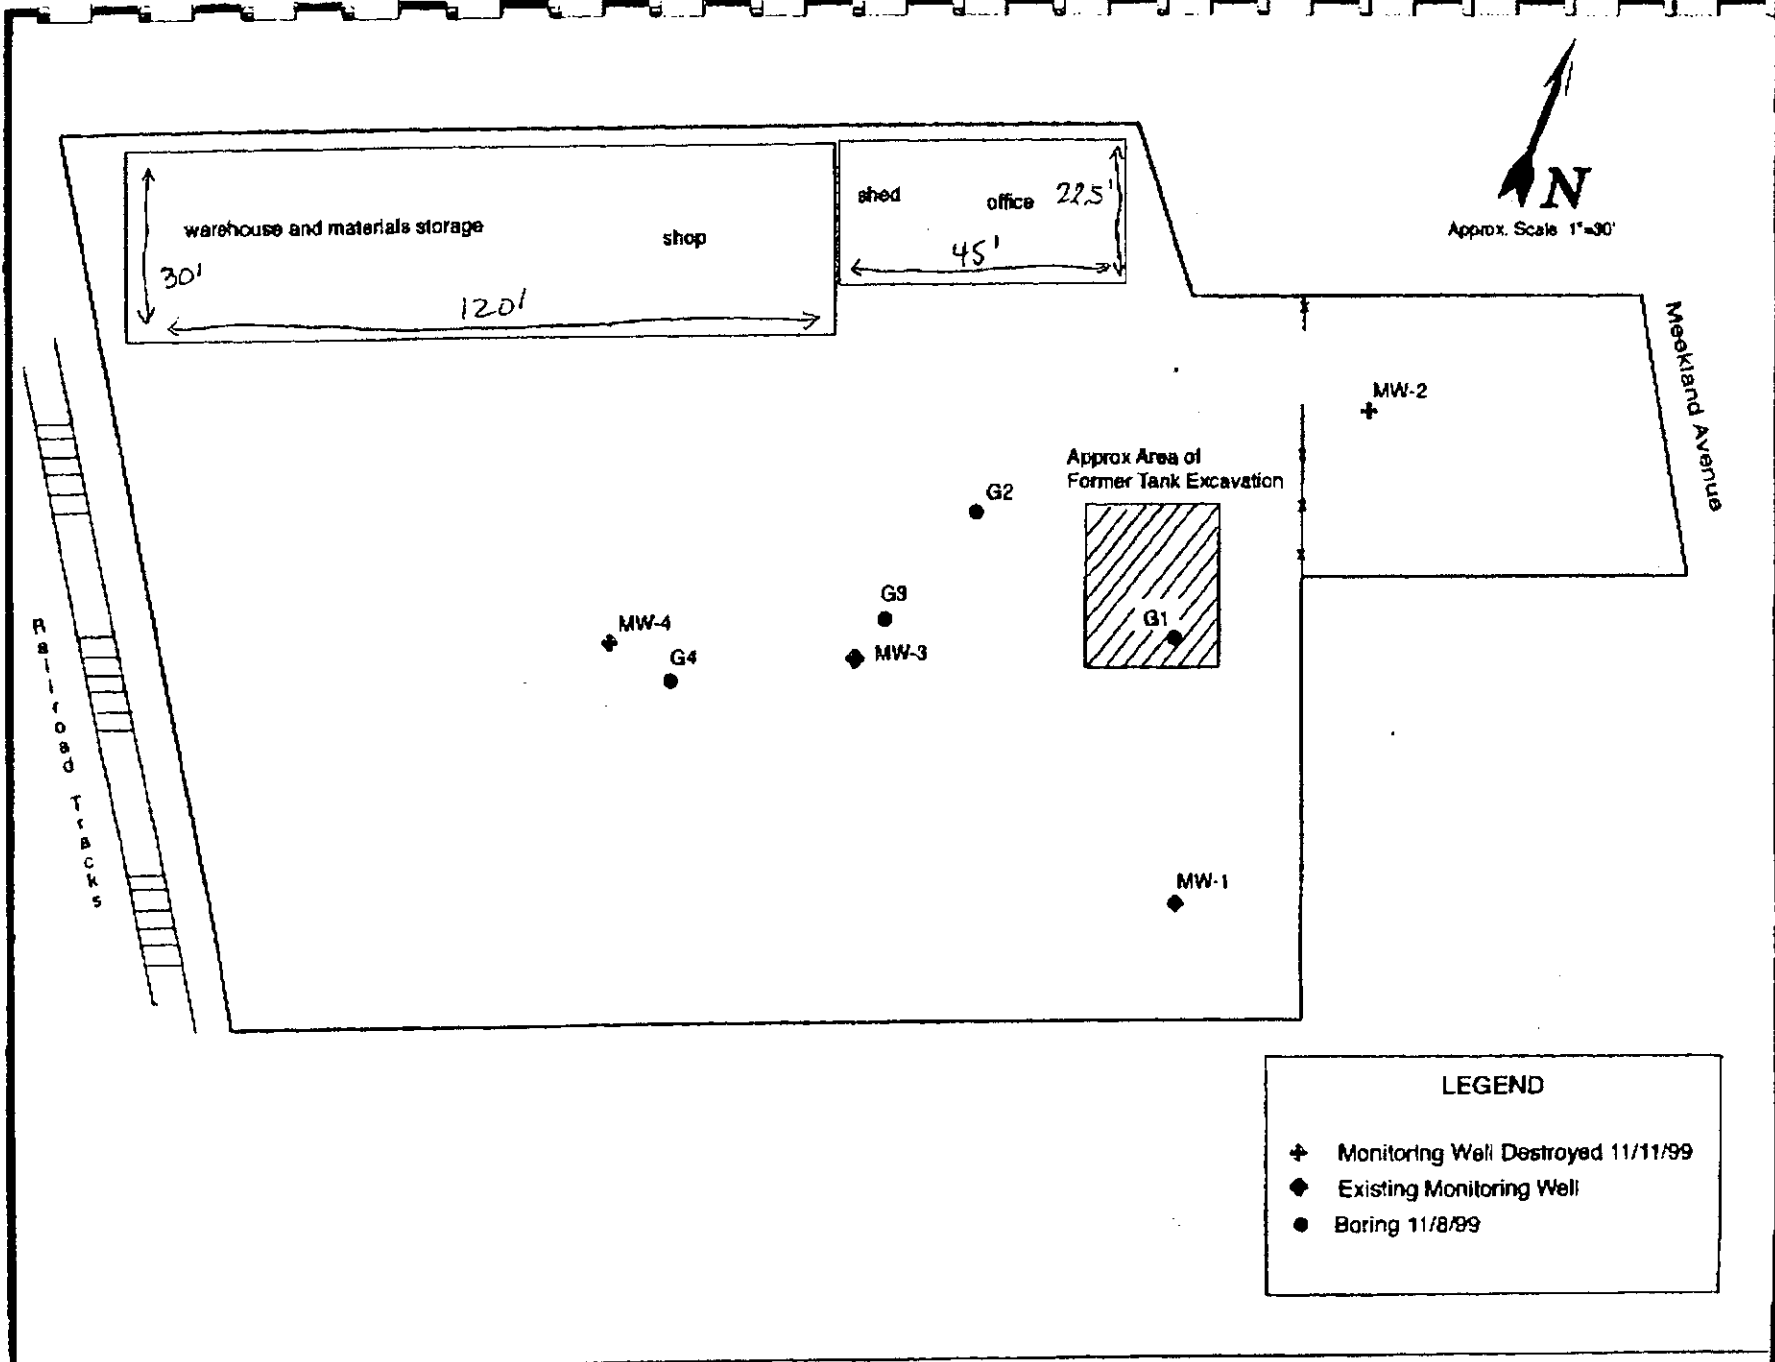 shed
office 22.5'
warehouse and materials storage
shop
45'
30'
120'
N
Approx. Scale 1"=30'
Meekland Avenue
MW-2
Approx Area of
Former Tank Excavation
G2
G3
G1
MW-4
MW-3
G4
Railroad Tracks
MW-1
LEGEND
Monitoring Well Destroyed 11/11/99
Existing Monitoring Well
Boring 11/8/99